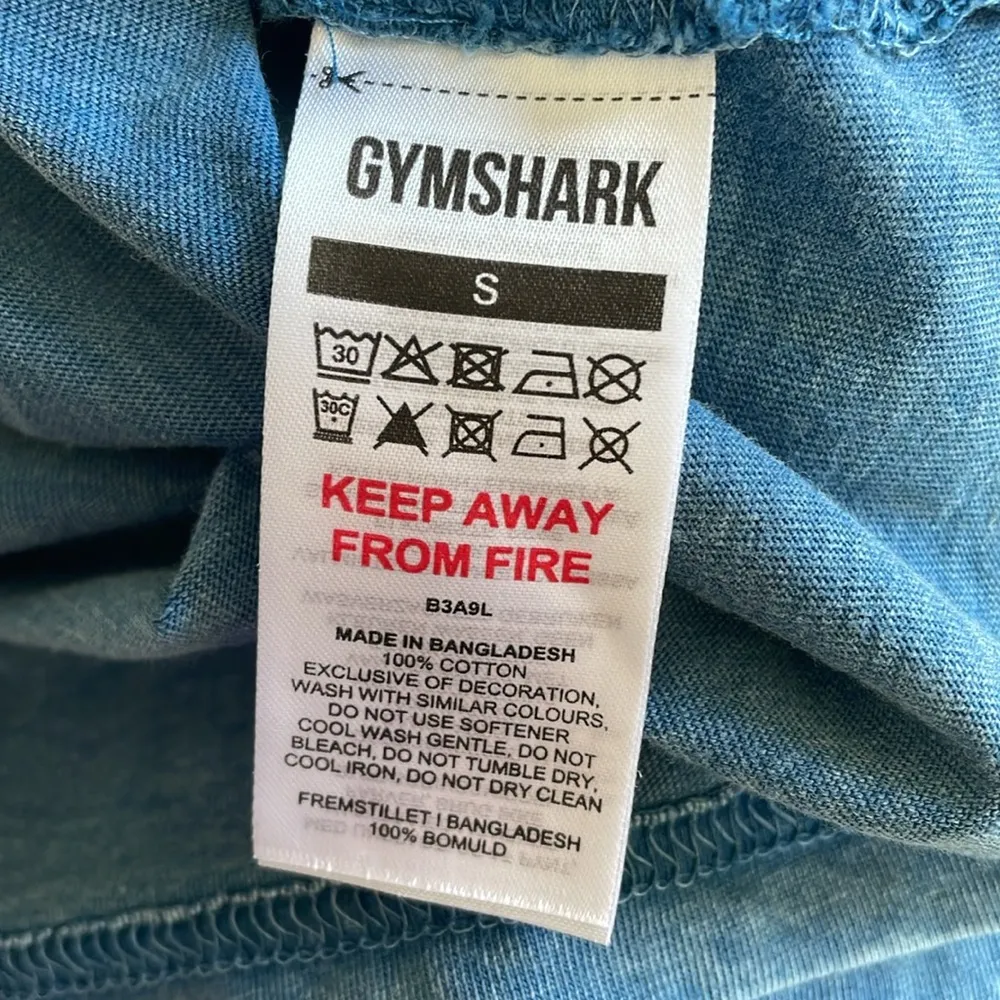 GYMSHARK
S
30
30C
KEEP AWAY
FROM FIRE
B3A9L
MADE IN BANGLADESH
100% COTTON
EXCLUSIVE OF DECORATION,
WASH WITH SIMILAR COLOURS,
DO NOT USE SOFTENER
COOL WASH GENTLE, DO NOT
BLEACH, DO NOT TUMBLE DRY,
COOL IRON, DO NOT DRY CLEAN
FREMSTILLET I BANGLADESH
100% BOMULD